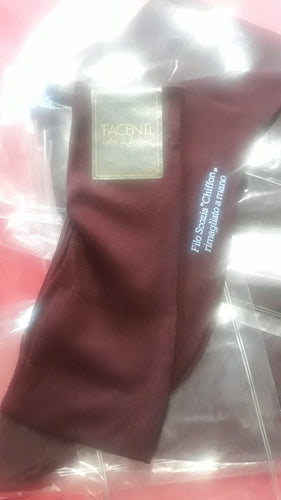 FACENTI
Filo Scozia "Chiffon"
rimagliato a mano